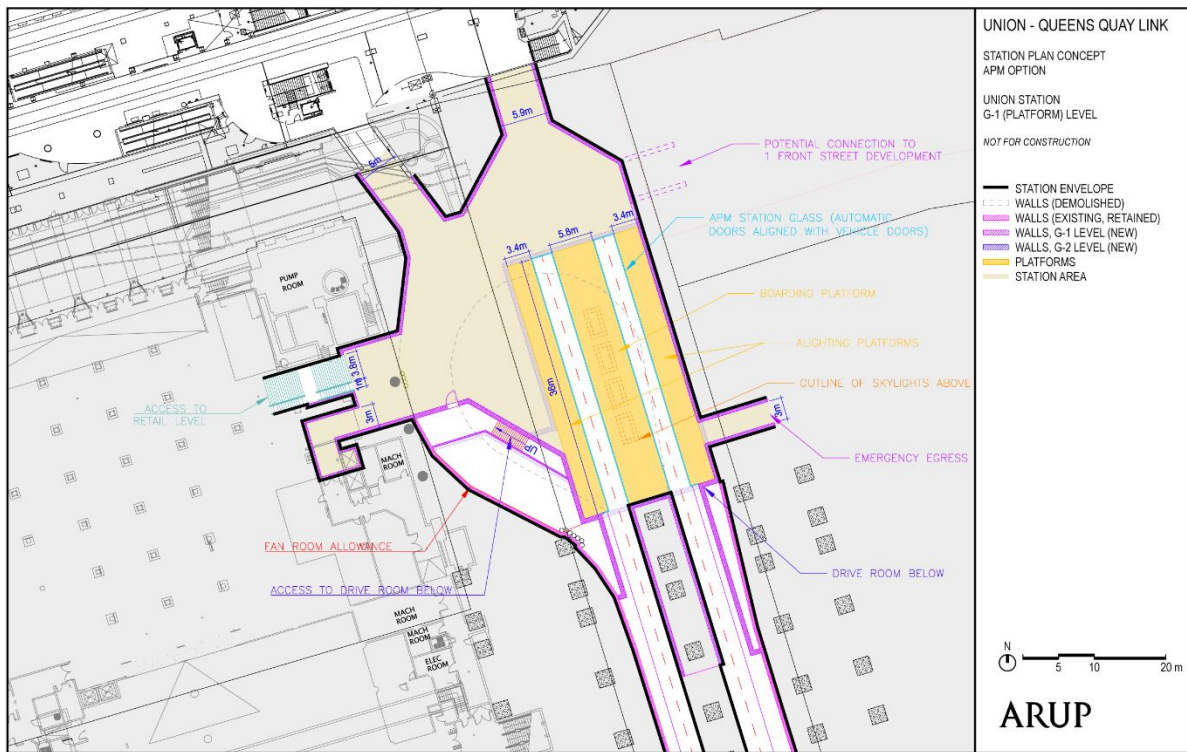 UNION - QUEENS QUAY LINK
STATION PLAN CONCEPT
APM OPTION
UNION STATION
G-1 (PLATFORM) LEVEL
NOT FOR CONSTRUCTION
STATION ENVELOPE
WALLS (DEMOLISHED)
WALLS (EXISTING, RETAINED)
WALLS, G-1 LEVEL (NEW)
WALLS, G-2 LEVEL (NEW)
PLATFORMS
STATION AREA
5.9m
5m
POTENTIAL CONNECTION TO
1 FRONT STREET DEVELOPMENT
3.4m
5.8m
3.4m
APM STATION GLASS (AUTOMATIC
DOORS ALIGNED WITH VEHICLE DOORS)
PUMP
ROOM
BOARDING PLATFORM
ALIGHTING PLATFORMS
36m
OUTLINE OF SKYLIGHTS ABOVE
3.8m
1m
3m
ACCESS TO
RETAIL LEVEL
3m
UP
MACH
ROOM
EMERGENCY EGRESS
FAN ROOM ALLOWANCE
ACCESS TO DRIVE ROOM BELOW
DRIVE ROOM BELOW
MACH
ROOM
MACH
ROOM
ELEC
ROOM
N
5
10
20 m
ARUP